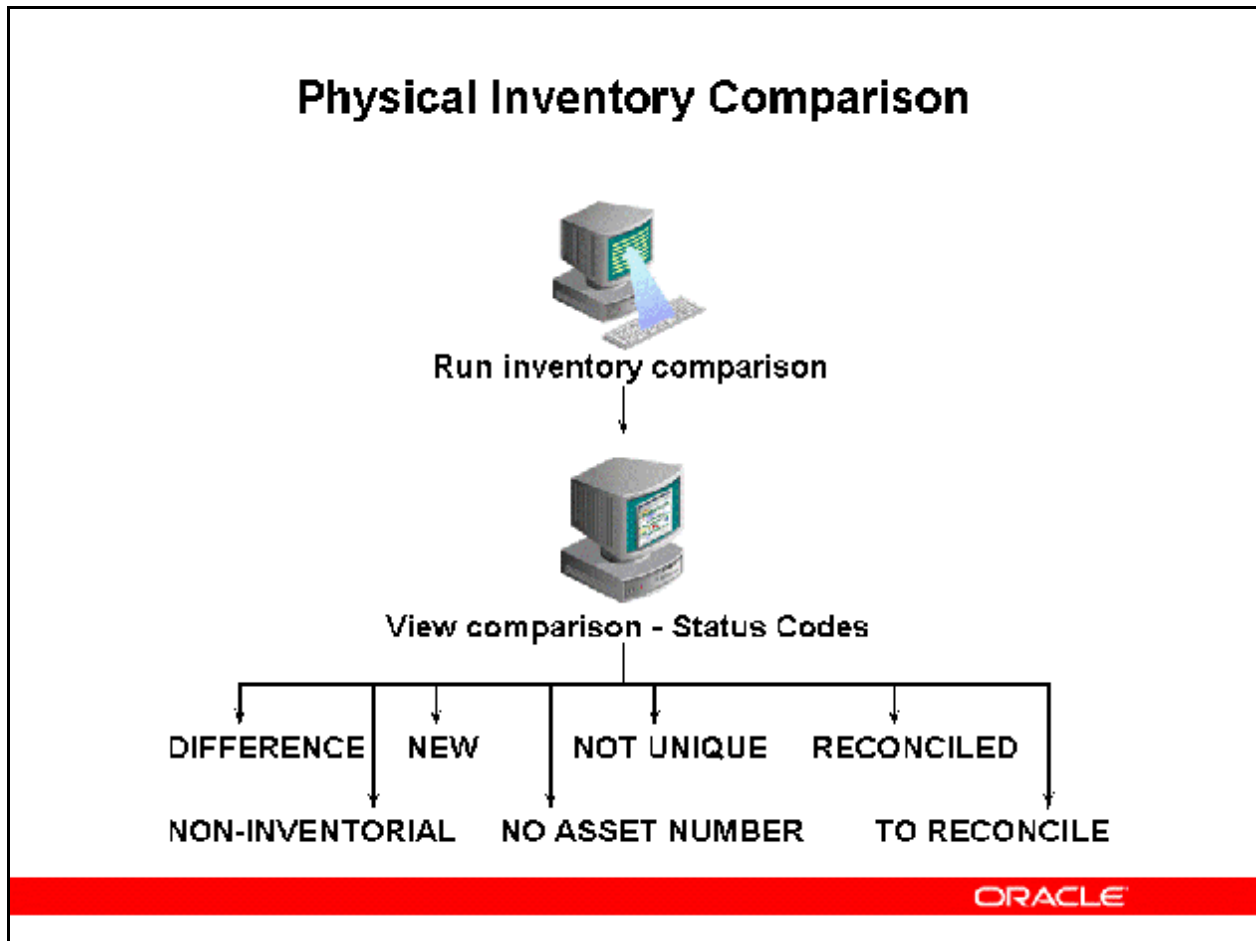 Physical Inventory Comparison
Run inventory comparison
View comparison - Status Codes
DIFFERENCE NEW NOT UNIQUE RECONCILED
NON-INVENTORIAL NO ASSET NUMBER TO RECONCILE
ORACLE